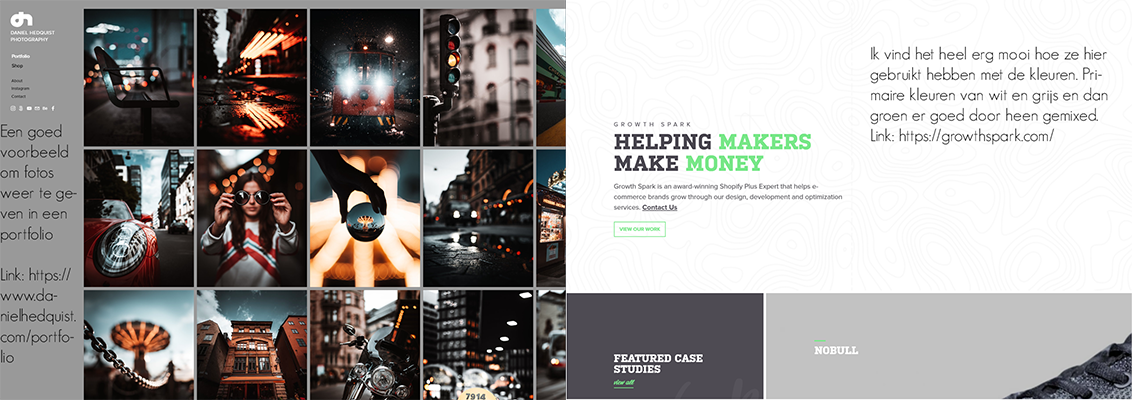 dh
DANIEL HEDQUIST
PHOTOGRAPHY
Portfolio
Shop
About
Instagram
Contact
Een goed
voorbeeld
om fotos
weer te ge-
ven in een
portfolio
Link: https://
www.da-
nielhedquist.
com/portfo-
lio
7914
GROWTH SPARK
HELPING MAKERS
MAKE MONEY
Growth Spark is an award-winning Shopify Plus Expert that helps e-
commerce brands grow through our design, development and optimization
services. Contact Us
VIEW OUR WORK
Ik vind het heel erg mooi hoe ze hier
gebruikt hebben met de kleuren. Pri-
maire kleuren van wit en grijs en dan
groen er goed door heen gemixed.
Link: https://growthspark.com/
FEATURED CASE
STUDIES
view all
NOBULL